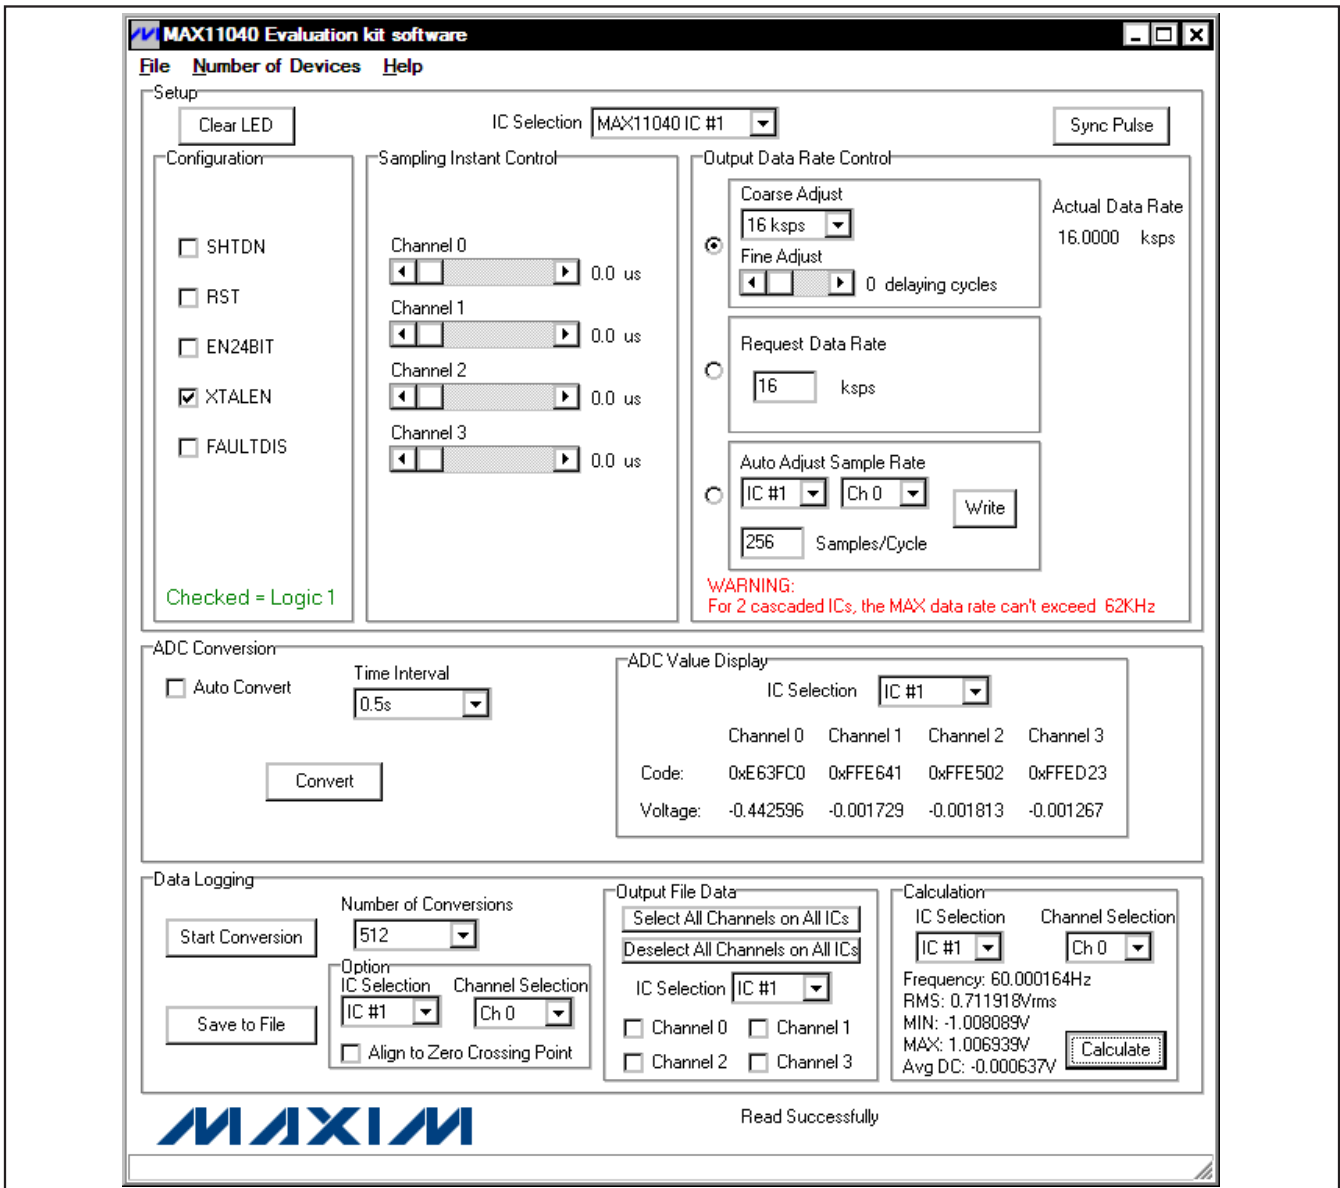 MAX11040 Evaluation kit software
File Number of Devices Help
Setup
Clear LED
IC Selection MAX11040 IC #1
Sync Pulse
Configuration
SHTDN
RST
EN24BIT
XTALEN
FAULTDIS
Checked = Logic 1
Sampling Instant Control
Channel 0
0.0 us
Channel 1
0.0 us
Channel 2
0.0 us
Channel 3
0.0 us
Output Data Rate Control
Coarse Adjust
16 ksps
Fine Adjust
0 delaying cycles
Actual Data Rate
16.0000 ksps
Request Data Rate
16 ksps
Auto Adjust Sample Rate
IC #1 Ch 0
Write
256 Samples/Cycle
WARNING:
For 2 cascaded ICs, the MAX data rate can't exceed 62KHz
ADC Conversion
Auto Convert
Time Interval
0.5s
Convert
ADC Value Display
IC Selection IC #1
Channel 0 Channel 1 Channel 2 Channel 3
Code: 0xE63FC0 0xFFE641 0xFFE502 0xFFED23
Voltage: -0.442596 -0.001729 -0.001813 -0.001267
Data Logging
Start Conversion
Save to File
Number of Conversions
512
Option
IC Selection Channel Selection
IC #1 Ch 0
Align to Zero Crossing Point
Output File Data
Select All Channels on All ICs
Deselect All Channels on All ICs
IC Selection IC #1
Channel 0 Channel 1
Channel 2 Channel 3
Calculation
IC Selection Channel Selection
IC #1 Ch 0
Frequency: 60.000164Hz
RMS: 0.711918Vrms
MIN: -1.008089V
MAX: 1.006939V
Avg DC: -0.000637V
Calculate
MAXIM
Read Successfully